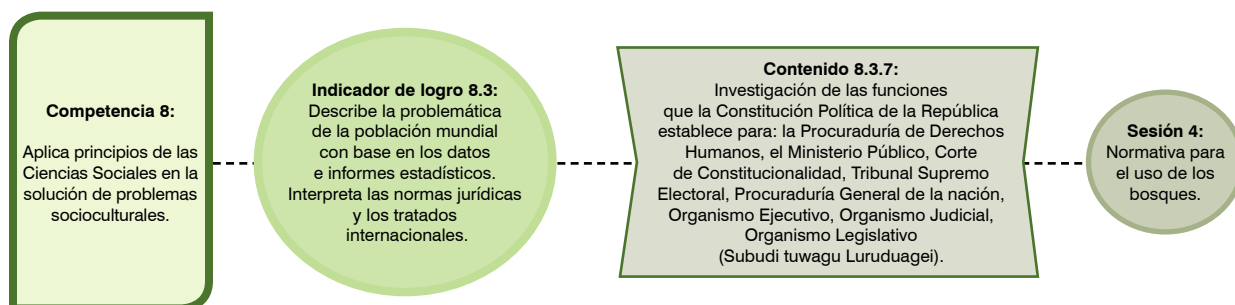 Competencia 8:
Aplica principios de las
Ciencias Sociales en la
solución de problemas
socioculturales.
Indicador de logro 8.3:
Describe la problemática
de la población mundial
con base en los datos
e informes estadísticos.
Interpreta las normas jurídicas
y los tratados
internacionales.
Contenido 8.3.7:
Investigación de las funciones
que la Constitución Política de la República
establece para: la Procuraduría de Derechos
Humanos, el Ministerio Público, Corte
de Constitucionalidad, Tribunal Supremo
Electoral, Procuraduría General de la nación,
Organismo Ejecutivo, Organismo Judicial,
Organismo Legislativo
(Subudi tuwagu Luruduagei).
Sesión 4:
Normativa para
el uso de los
bosques.